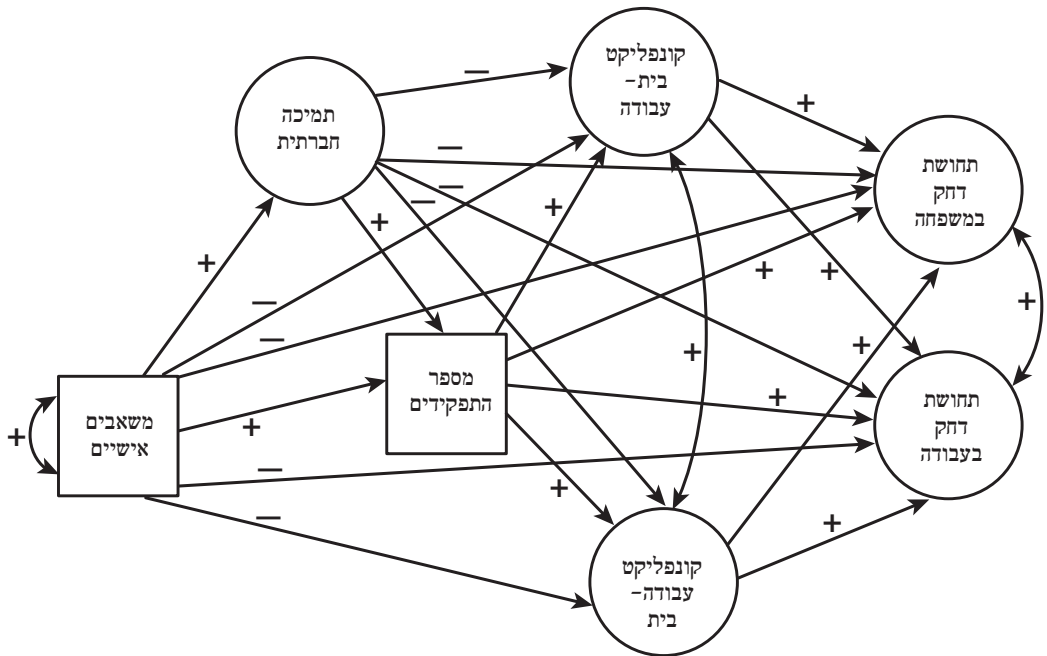 קונפליקט
בית-
עבודה
תמיכה
חברתית
תחושת
דחק
במשפחה
מספר
התפקידים
משאבים
אישיים
תחושת
דחק
בעבודה
קונפליקט
עבודה-
בית
—
—
—
—
+
+
+
+
—
—
+
+
+
+
+
+
+
+
—
+
—
+